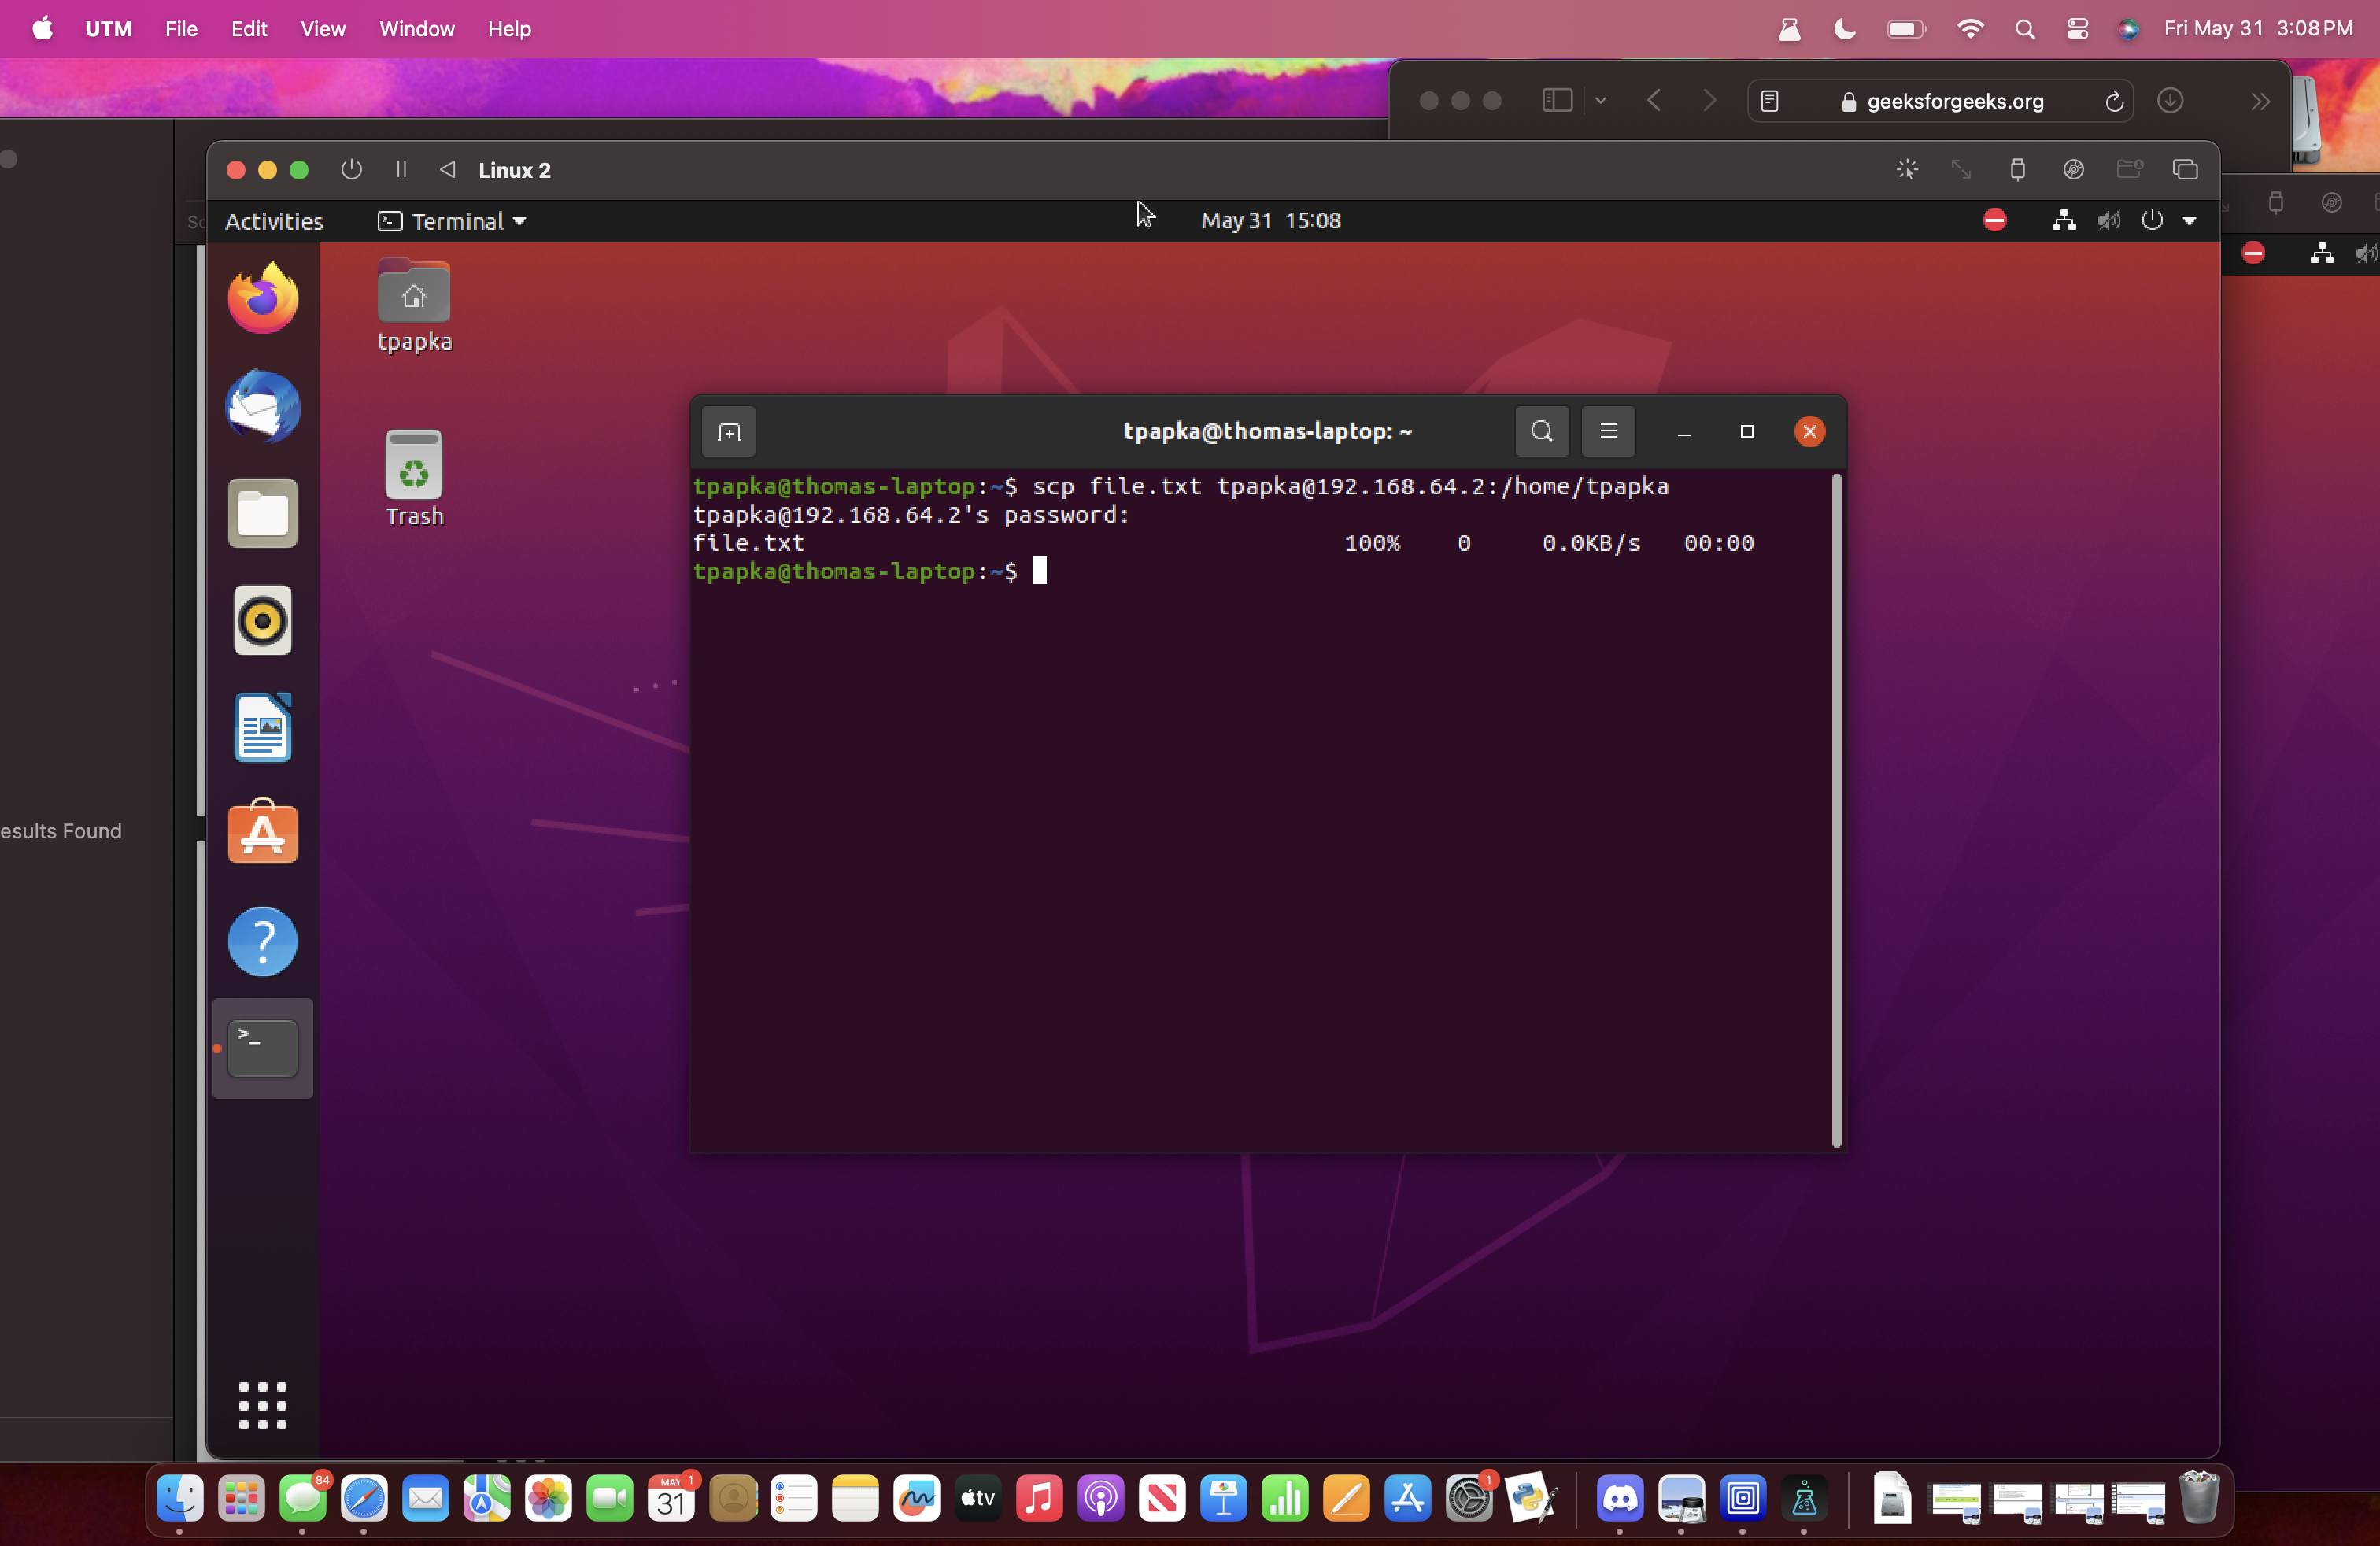 UTM File Edit View Window Help Fri May 31 3:08 PM
geeksforgeeks.org
Linux 2
Activities Terminal May 31 15:08
tpapka
Trash
tpapka@thomas-laptop: ~
tpapka@thomas-laptop:~$ scp file.txt tpapka@192.168.64.2:/home/tpapka
tpapka@192.168.64.2's password:
file.txt 100% 0 0.0KB/s 00:00
tpapka@thomas-laptop:~$
esults Found
84
MAY 1
31
tv
1